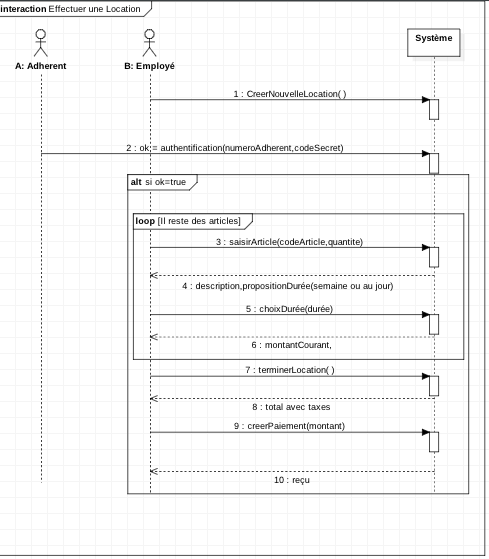 interaction Effectuer une Location
Système
A: Adherent
B: Employé
1 : CreerNouvelleLocation( )
2 : ok = authentification(numeroAdherent,codeSecret)
alt si ok=true
loop [Il reste des articles]
3 : saisirArticle(codeArticle,quantite)
4 : description,propositionDurée(semaine ou au jour)
5 : choixDurée(durée)
6 : montantCourant,
7 : terminerLocation( )
8 : total avec taxes
9 : creerPaiement(montant)
10 : reçu